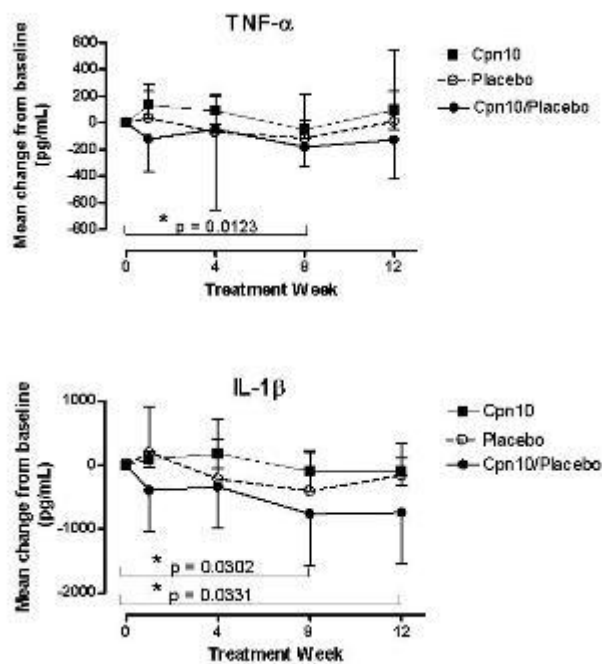 TNF-α
Mean change from baseline
(pg/mL)
600
400
200
0
-200
-400
-600
-800
* p = 0.0123
0 4 8 12
Treatment Week
Cpn10
Placebo
Cpn10/Placebo
IL-1β
Mean change from baseline
(pg/mL)
1000
0
-1000
-2000
* p = 0.0302
* p = 0.0331
0 4 8 12
Treatment Week
Cpn10
Placebo
Cpn10/Placebo